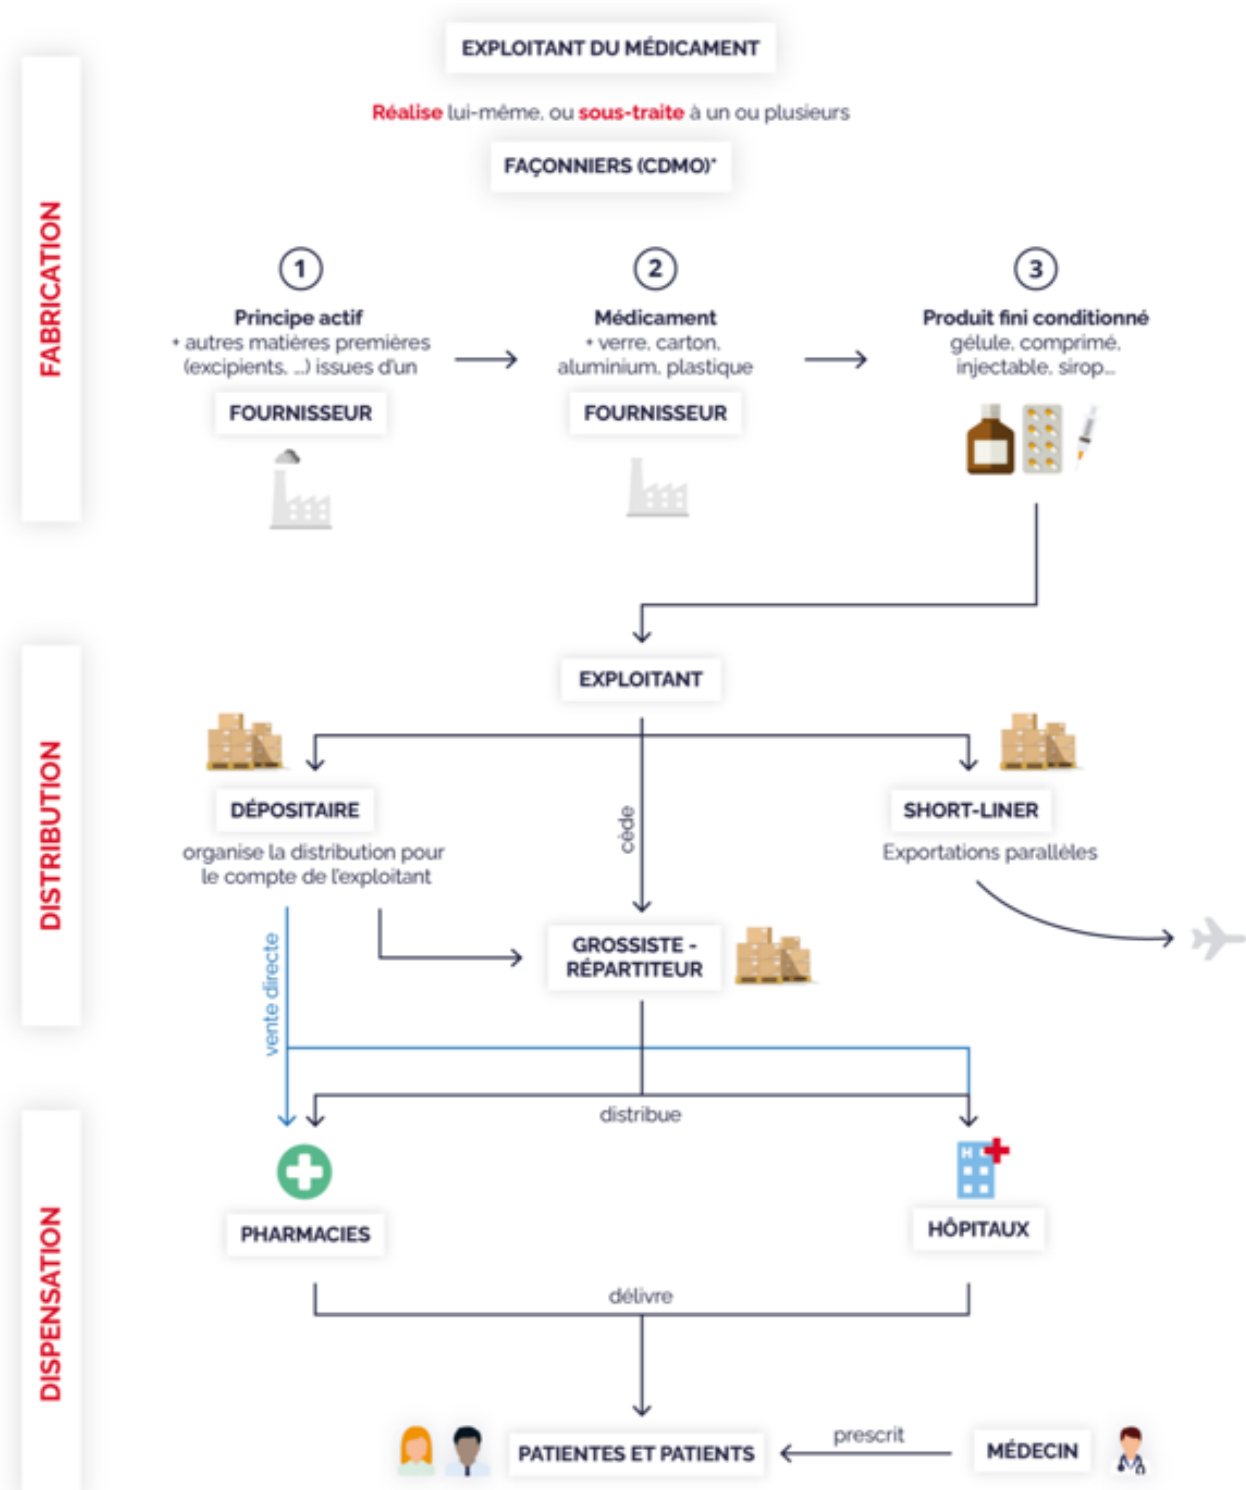 EXPLOITANT DU MÉDICAMENT
Réalise lui-même, ou sous-traite à un ou plusieurs
FAÇONNIERS (CDMO)*
FABRICATION
1
Principe actif
+ autres matières premières
(excipients, ...) issues d'un
FOURNISSEUR
2
Médicament
+ verre, carton,
aluminium, plastique
FOURNISSEUR
3
Produit fini conditionné
gélule, comprimé,
injectable, sirop...
DISTRIBUTION
EXPLOITANT
DÉPOSITAIRE
organise la distribution pour
le compte de l'exploitant
cède
SHORT-LINER
Exportations parallèles
GROSSISTE -
RÉPARTITEUR
vente directe
distribue
DISPENSATION
PHARMACIES
H
HÔPITAUX
délivre
PATIENTES ET PATIENTS
prescrit
MÉDECIN